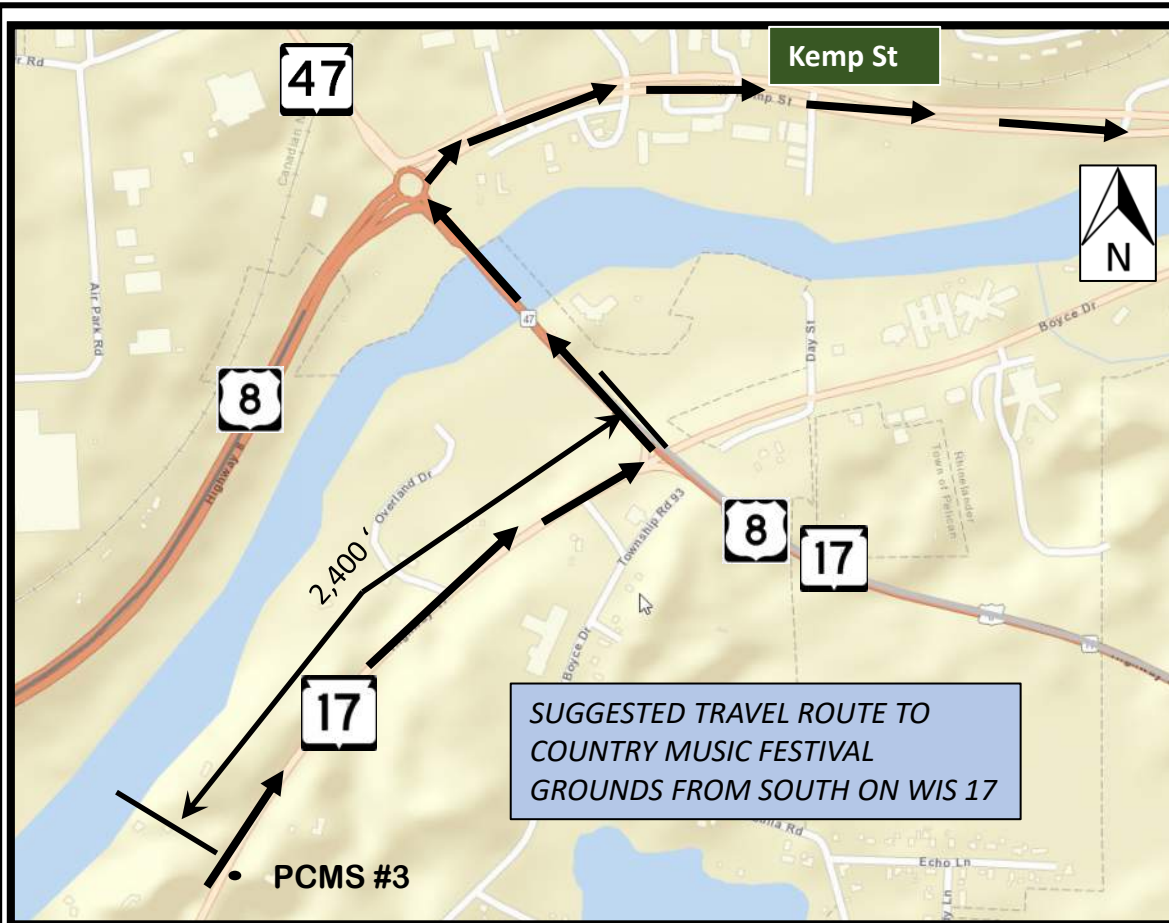 47
Kemp St
N
Air Park Rd
8
47
Day St
Boyce Dr
Overland Dr
Rhinelander
Town of Pelican
Township Rd 93
8
17
8
2,400 '
Boyce Dr
17
SUGGESTED TRAVEL ROUTE TO
COUNTRY MUSIC FESTIVAL
GROUNDS FROM SOUTH ON WIS 17
PCMS #3
Echo Ln